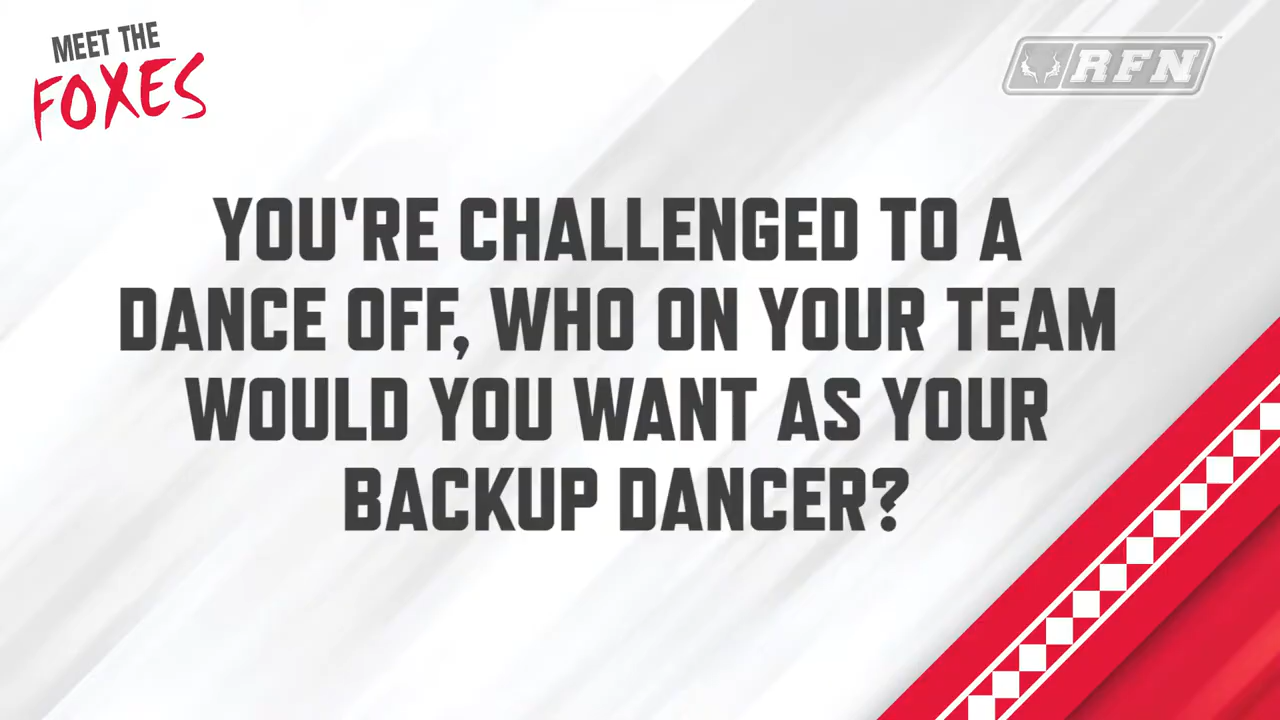 MEET THE
FOXES
RFN
YOU'RE CHALLENGED TO A
DANCE OFF, WHO ON YOUR TEAM
WOULD YOU WANT AS YOUR
BACKUP DANCER?